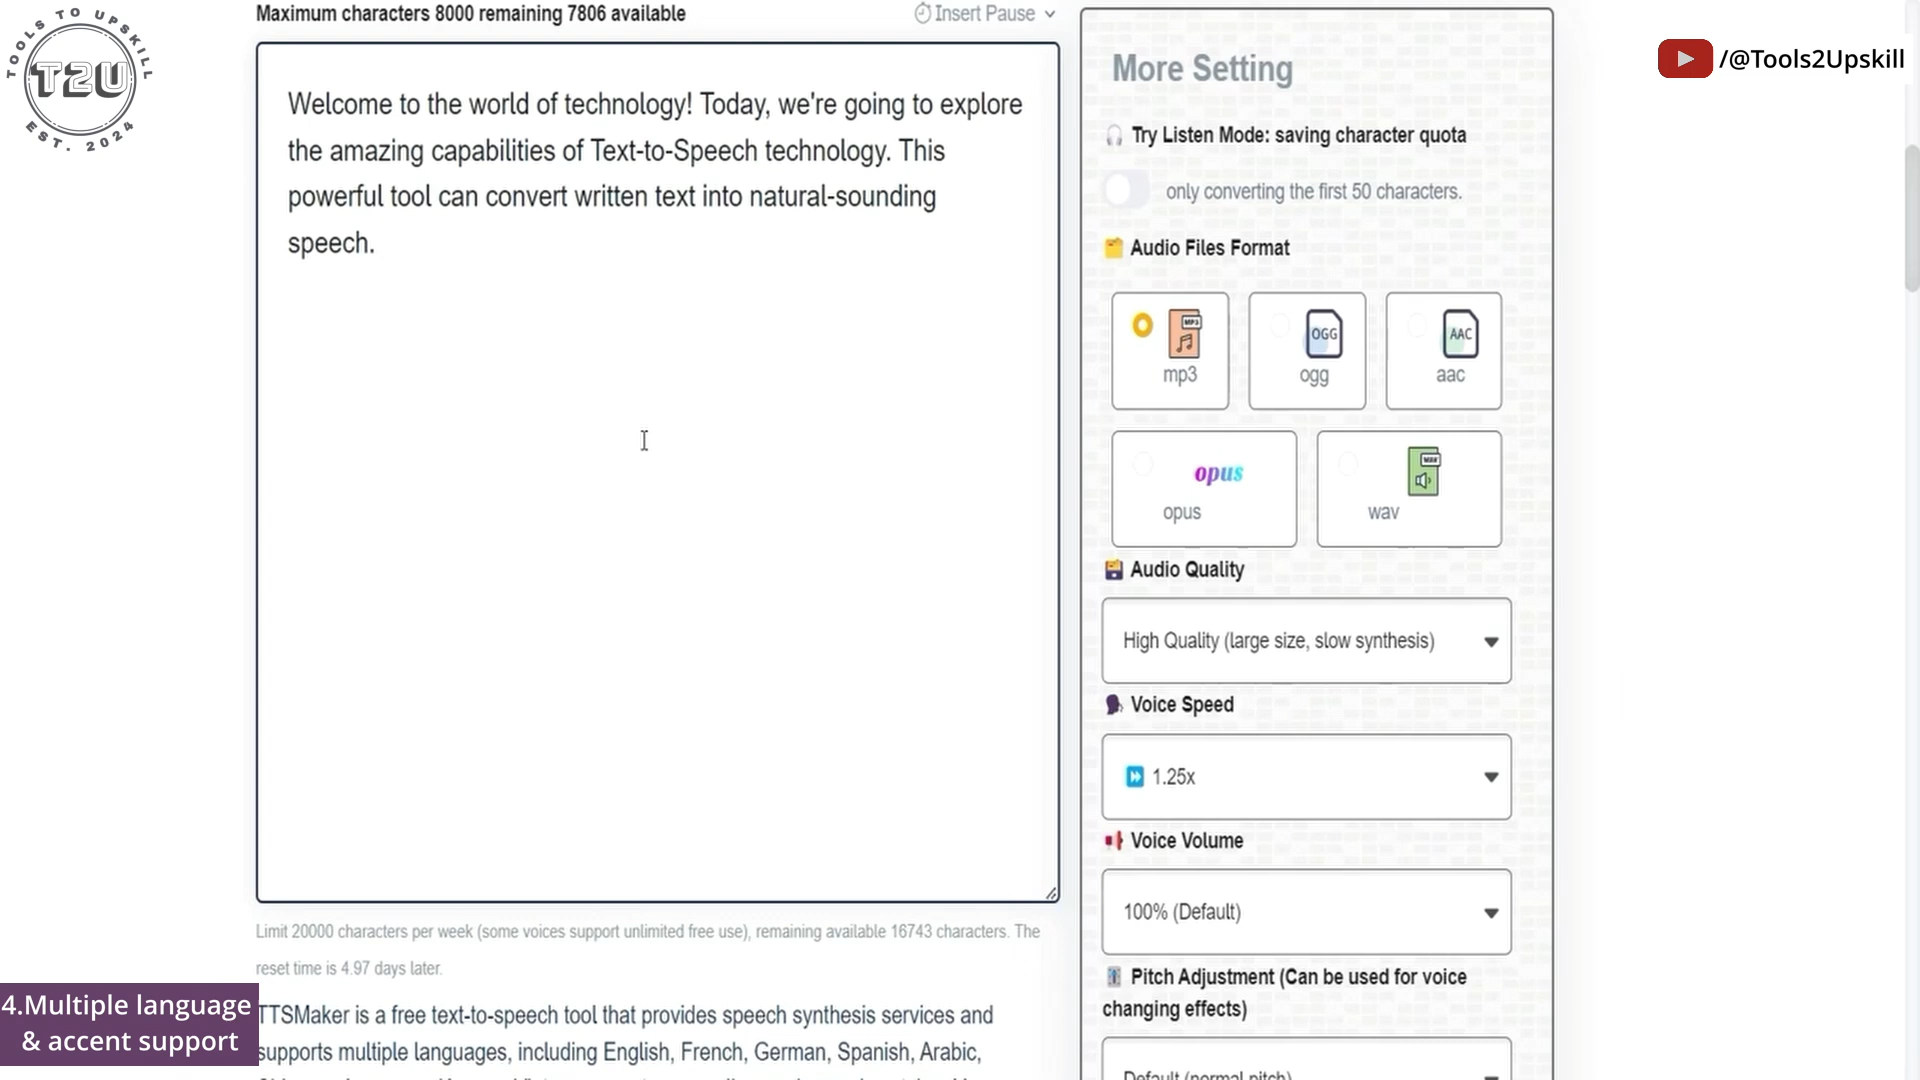 TOOLS TO UPSKILL
T2U
EST. 2024
Maximum characters 8000 remaining 7806 available
Insert Pause
/@Tools2Upskill
Welcome to the world of technology! Today, we're going to explore
the amazing capabilities of Text-to-Speech technology. This
powerful tool can convert written text into natural-sounding
speech.
More Setting
Try Listen Mode: saving character quota
only converting the first 50 characters.
Audio Files Format
MP3
mp3
OGG
ogg
AAC
aac
opus
opus
WAV
wav
Audio Quality
High Quality (large size, slow synthesis)
Voice Speed
1.25x
Voice Volume
100% (Default)
Pitch Adjustment (Can be used for voice
changing effects)
Default (normal pitch)
Limit 20000 characters per week (some voices support unlimited free use), remaining available 16743 characters. The
reset time is 4.97 days later.
TTSMaker is a free text-to-speech tool that provides speech synthesis services and
supports multiple languages, including English, French, German, Spanish, Arabic,
4.Multiple language
& accent support